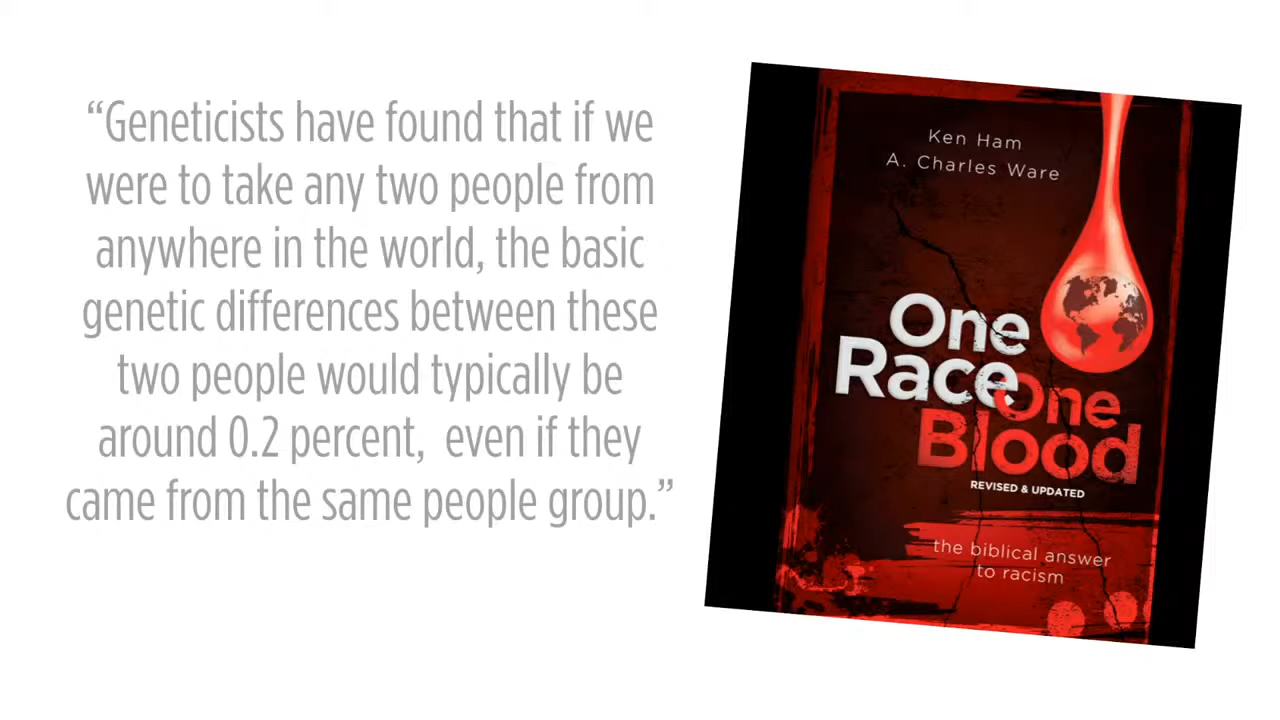 “Geneticists have found that if we
were to take any two people from
anywhere in the world, the basic
genetic differences between these
two people would typically be
around 0.2 percent,  even if they
came from the same people group.”
Ken Ham
A. Charles Ware
One
Race
One
Blood
REVISED & UPDATED
the biblical answer
to racism